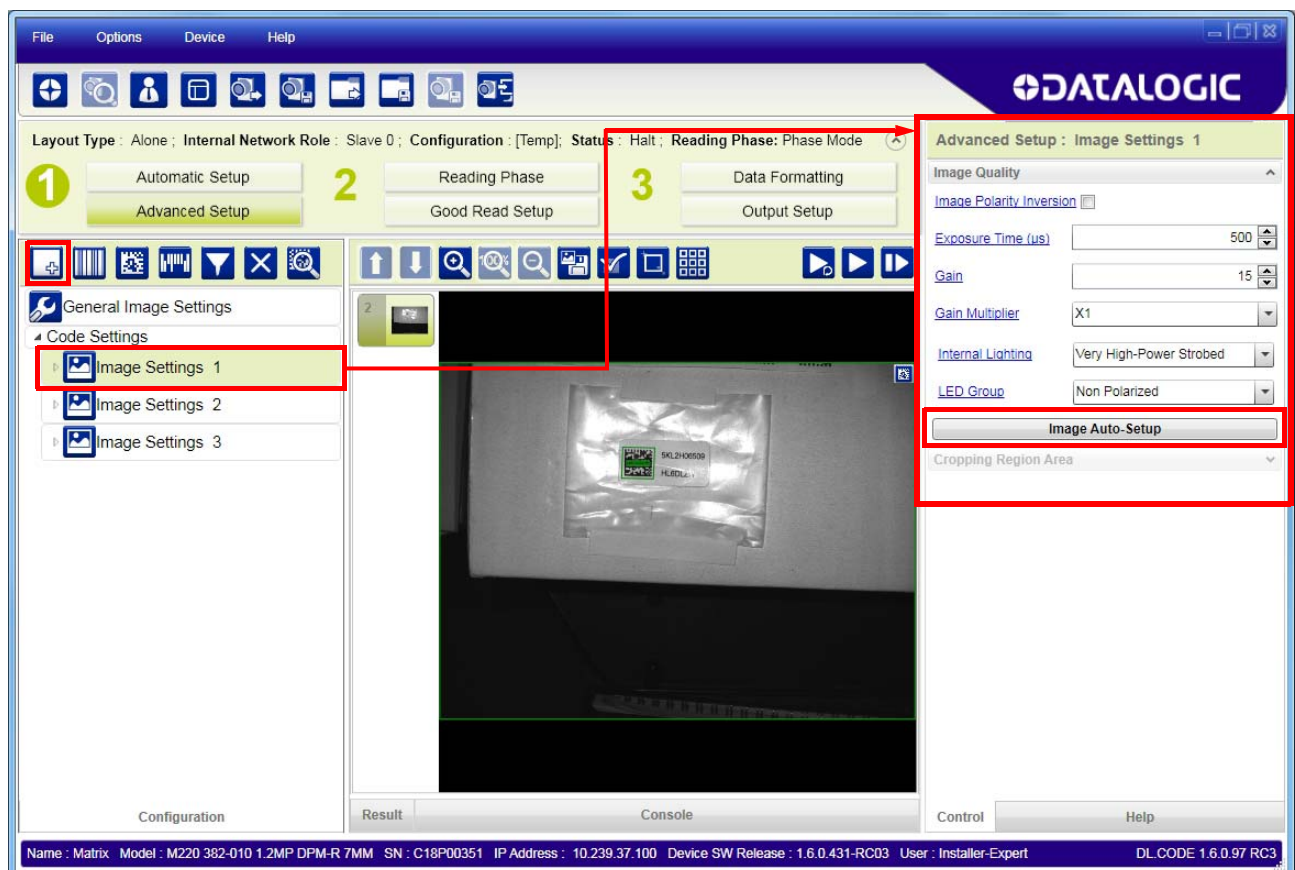 File Options Device Help
DATALOGIC
Layout Type : Alone ; Internal Network Role : Slave 0 ; Configuration : [Temp]; Status : Halt ; Reading Phase: Phase Mode
1 Automatic Setup
Advanced Setup
2 Reading Phase
Good Read Setup
3 Data Formatting
Output Setup
General Image Settings
Code Settings
Image Settings 1
Image Settings 2
Image Settings 3
Configuration
100%
2
5KL2H06509
Result Console
Advanced Setup : Image Settings 1
Image Quality
Image Polarity Inversion
Exposure Time (µs) 500
Gain 15
Gain Multiplier X1
Internal Lighting Very High-Power Strobed
LED Group Non Polarized
Image Auto-Setup
Cropping Region Area
Control Help
Name : Matrix Model : M220 382-010 1.2MP DPM-R 7MM SN : C18P00351 IP Address : 10.239.37.100 Device SW Release : 1.6.0.431-RC03 User : Installer-Expert DL.CODE 1.6.0.97 RC3